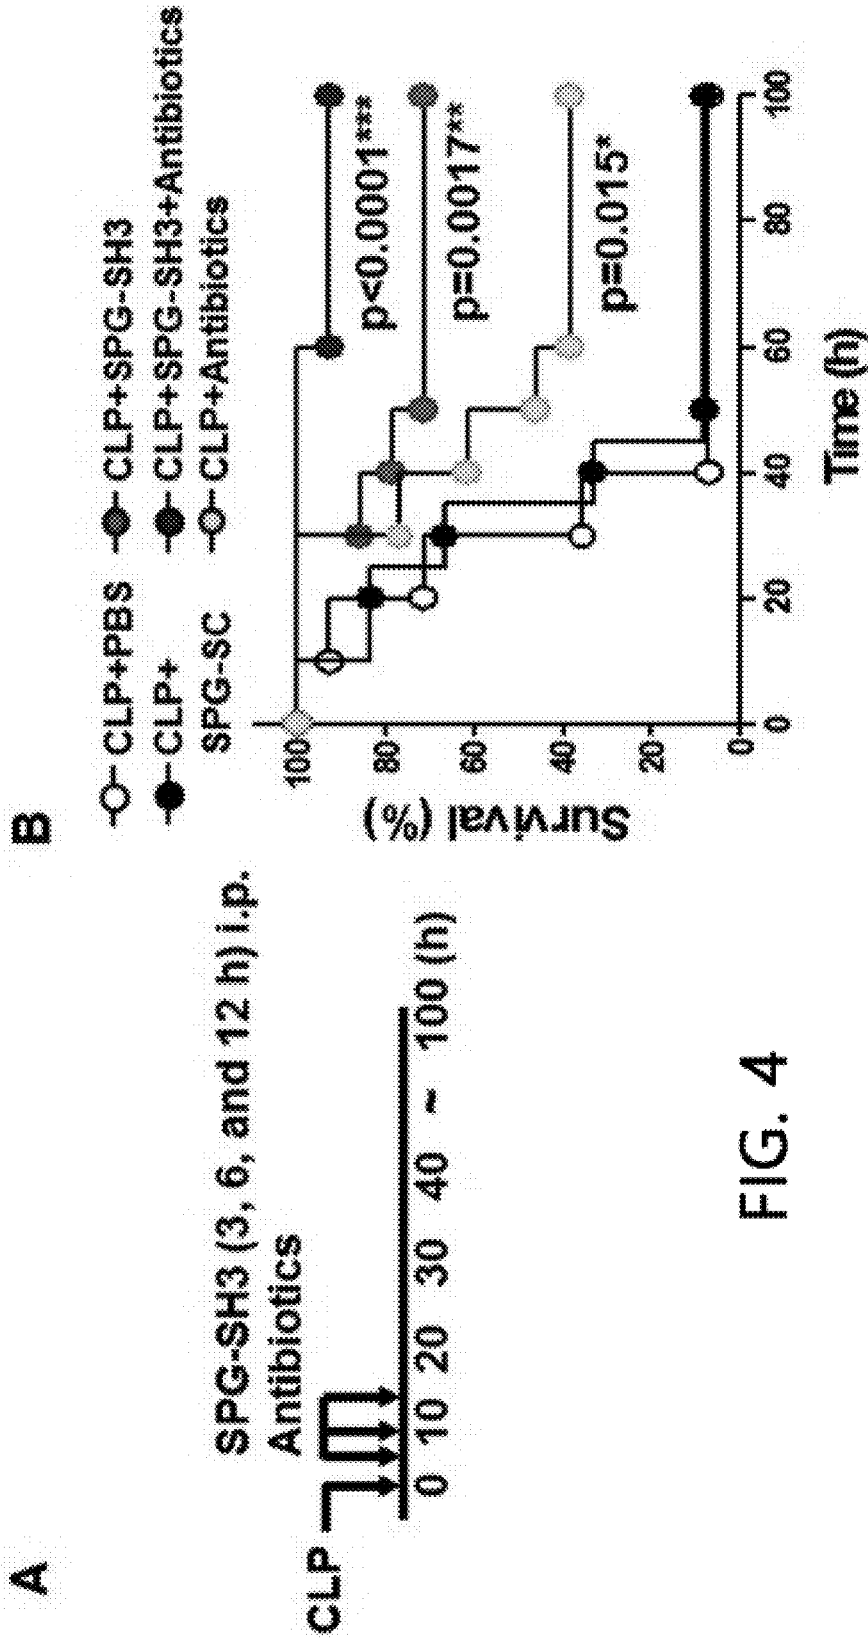 A
SPG-SH3 (3, 6, and 12 h) i.p.
Antibiotics
CLP
0 10 20 30 40 ~ 100 (h)
B
CLP+PBS
CLP+SPG-SH3
CLP+
SPG-SC
CLP+SPG-SH3+Antibiotics
CLP+Antibiotics
Survival (%)
100
80
60
40
20
0
p<0.0001***
p=0.0017**
p=0.015*
0 20 40 60 80 100
Time (h)
FIG. 4